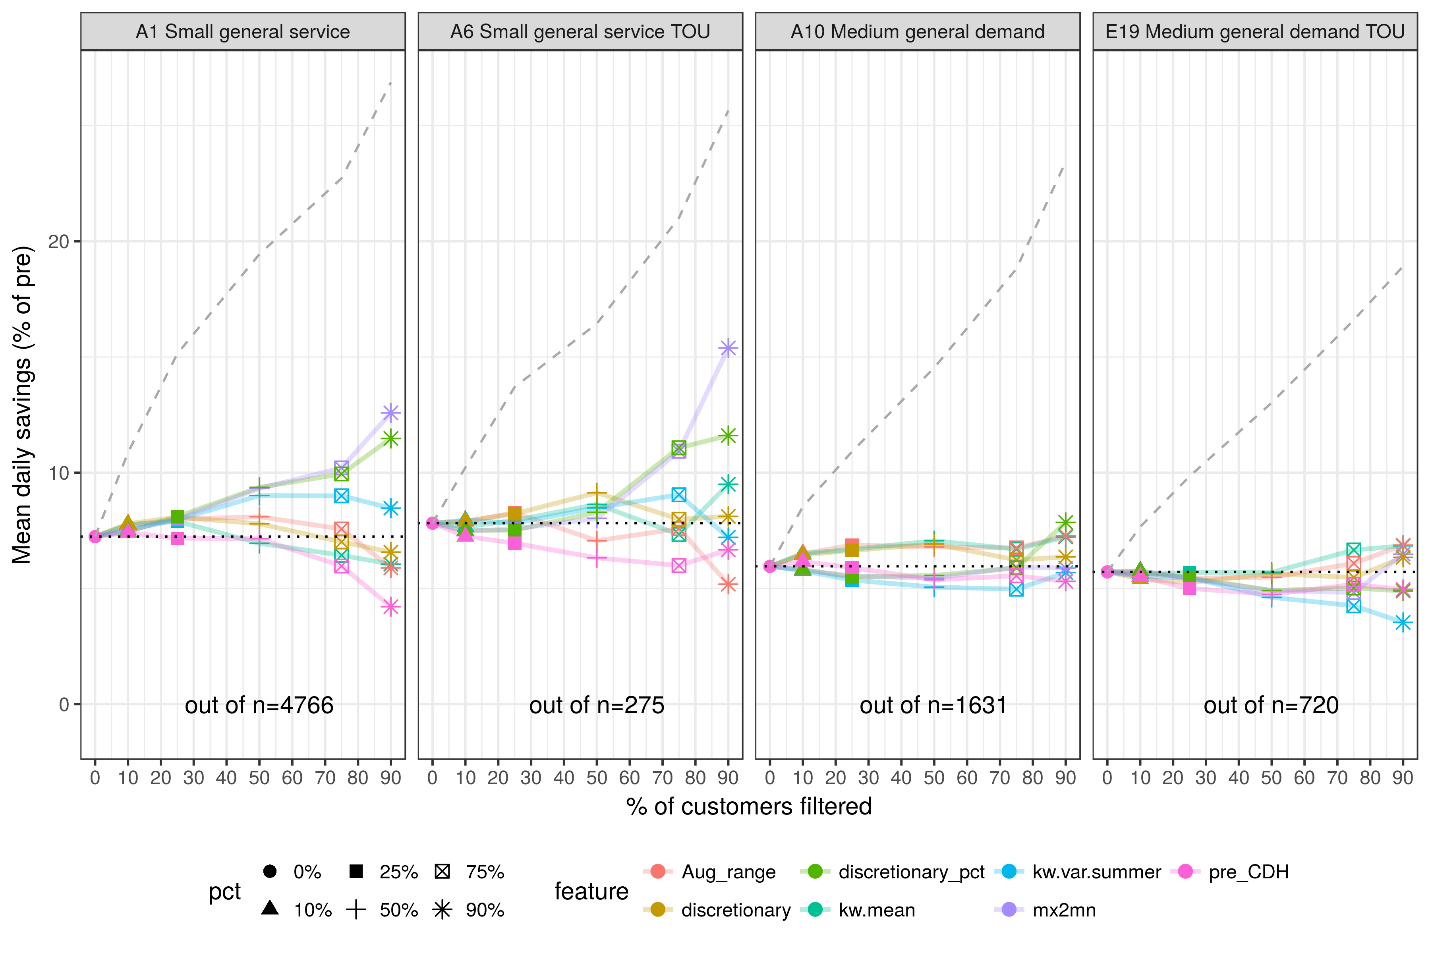 A1 Small general service
A6 Small general service TOU
A10 Medium general demand
E19 Medium general demand TOU
Mean daily savings (% of pre)
20
10
0
out of n=4766
out of n=275
out of n=1631
out of n=720
0 10 20 30 40 50 60 70 80 90
0 10 20 30 40 50 60 70 80 90
0 10 20 30 40 50 60 70 80 90
0 10 20 30 40 50 60 70 80 90
% of customers filtered
pct
0% 25% 75%
10% 50% 90%
feature
Aug_range discretionary_pct kw.var.summer pre_CDH
discretionary kw.mean mx2mn